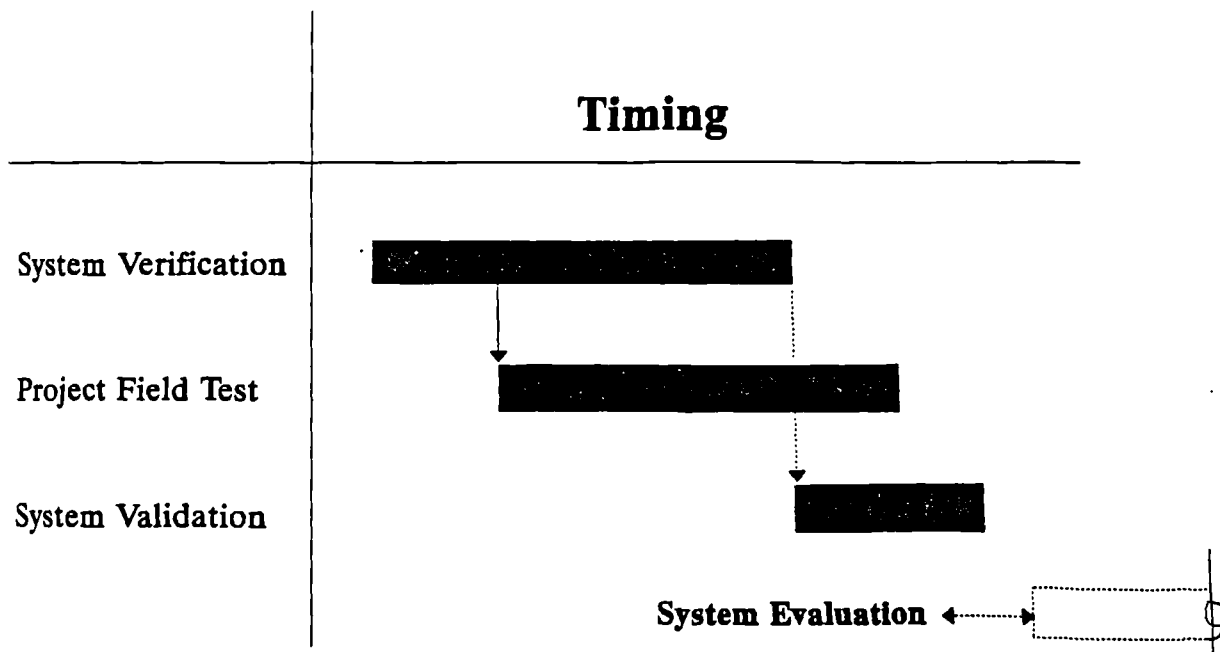 Timing
System Verification
Project Field Test
System Validation
System Evaluation